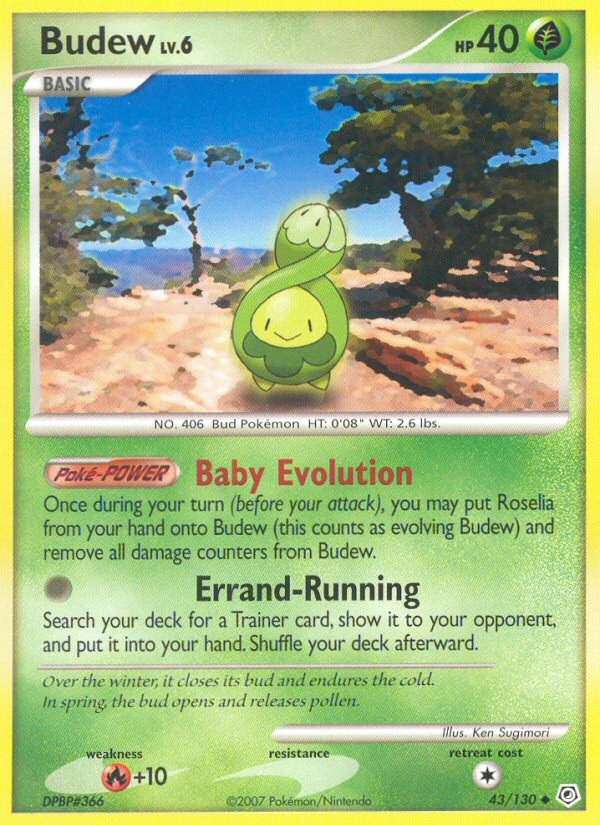 Budew LV.6
HP 40
BASIC
NO. 406 Bud Pokémon HT: 0'08" WT: 2.6 lbs.
Poké-POWER Baby Evolution
Once during your turn (before your attack), you may put Roselia
from your hand onto Budew (this counts as evolving Budew) and
remove all damage counters from Budew.
Errand-Running
Search your deck for a Trainer card, show it to your opponent,
and put it into your hand. Shuffle your deck afterward.
Over the winter, it closes its bud and endures the cold.
In spring, the bud opens and releases pollen.
Illus. Ken Sugimori
weakness resistance retreat cost
+10
DPBP#366 ©2007 Pokémon/Nintendo 43/130